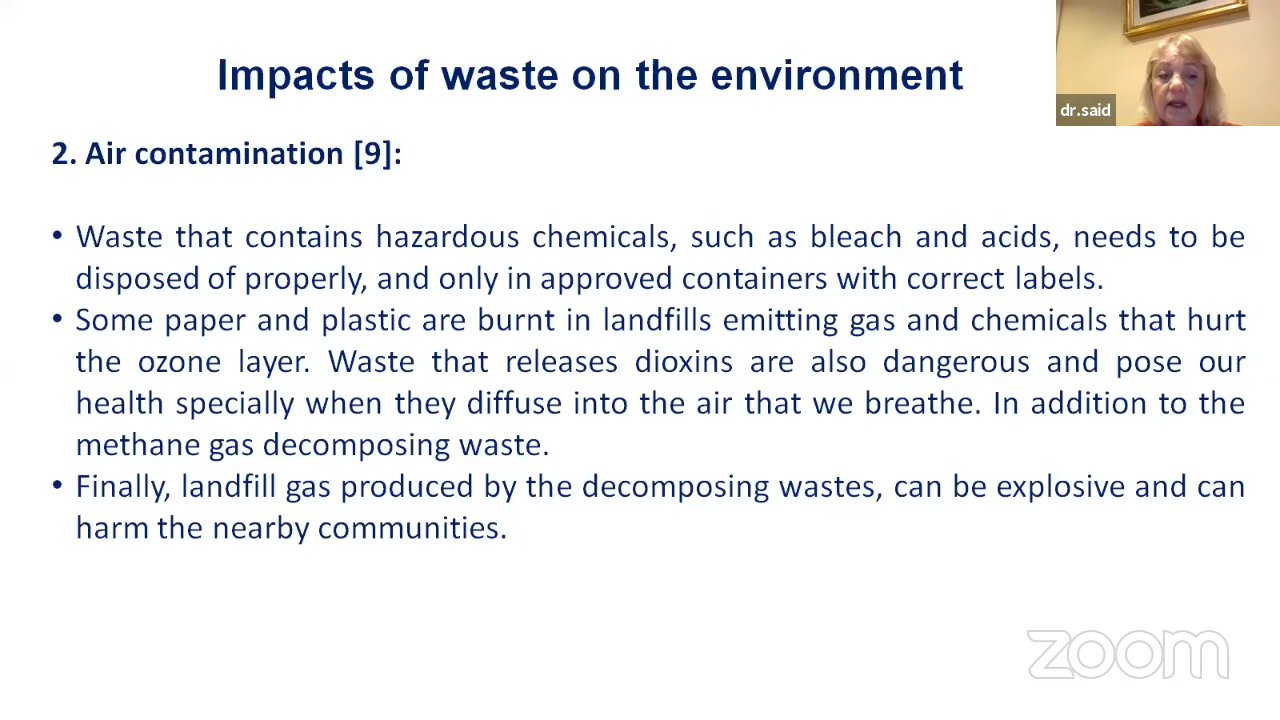 Impacts of waste on the environment
dr.said
2. Air contamination [9]:
• Waste that contains hazardous chemicals, such as bleach and acids, needs to be
disposed of properly, and only in approved containers with correct labels.
• Some paper and plastic are burnt in landfills emitting gas and chemicals that hurt
the ozone layer. Waste that releases dioxins are also dangerous and pose our
health specially when they diffuse into the air that we breathe. In addition to the
methane gas decomposing waste.
• Finally, landfill gas produced by the decomposing wastes, can be explosive and can
harm the nearby communities.
zoom